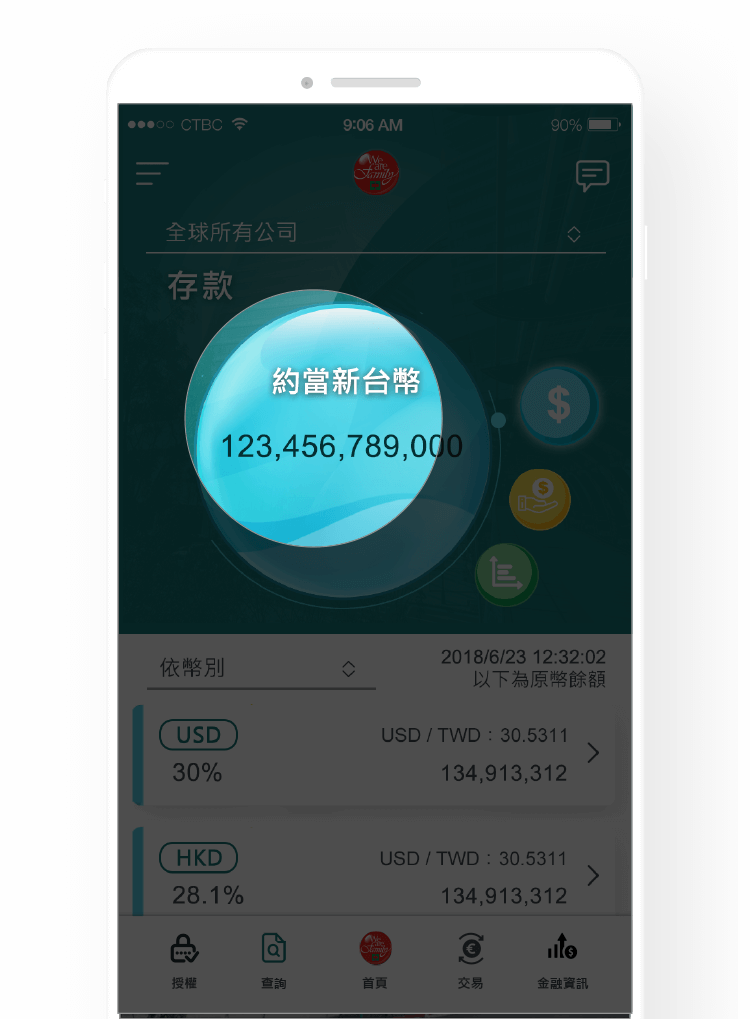 CTBC 9:06 AM 90%
We are Family
全球所有公司
存款
約當新台幣
123,456,789,000
依幣別
2018/6/23 12:32:02
以下為原幣餘額
USD
USD / TWD：30.5311
30%
134,913,312
HKD
USD / TWD：30.5311
28.1%
134,913,312
授權 查詢 首頁 交易 金融資訊